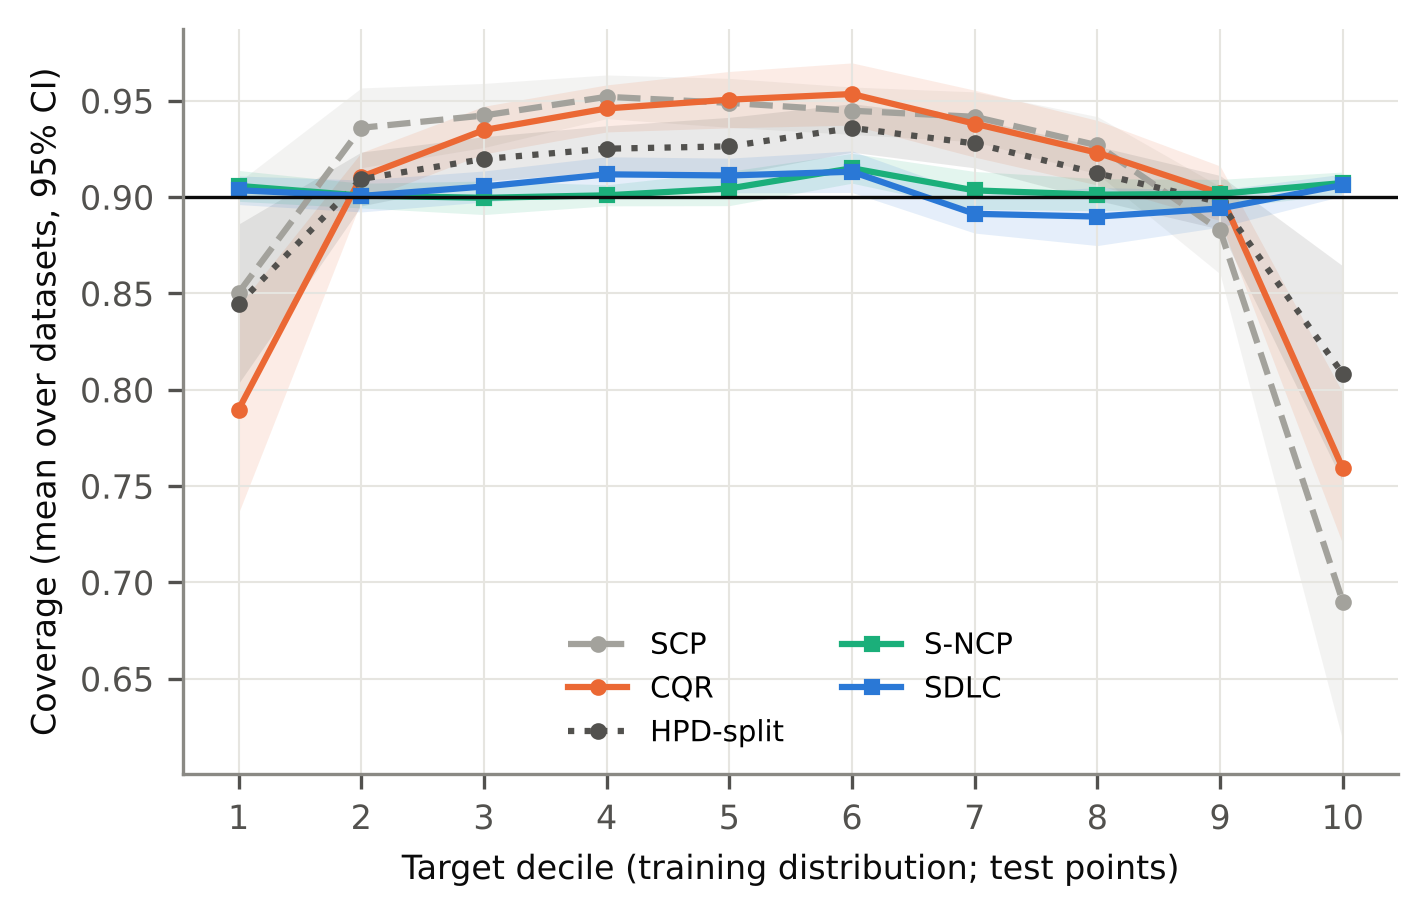 Coverage (mean over datasets, 95% CI)
0.95
0.90
0.85
0.80
0.75
0.70
0.65
SCP
CQR
HPD-split
S-NCP
SDLC
1 2 3 4 5 6 7 8 9 10
Target decile (training distribution; test points)